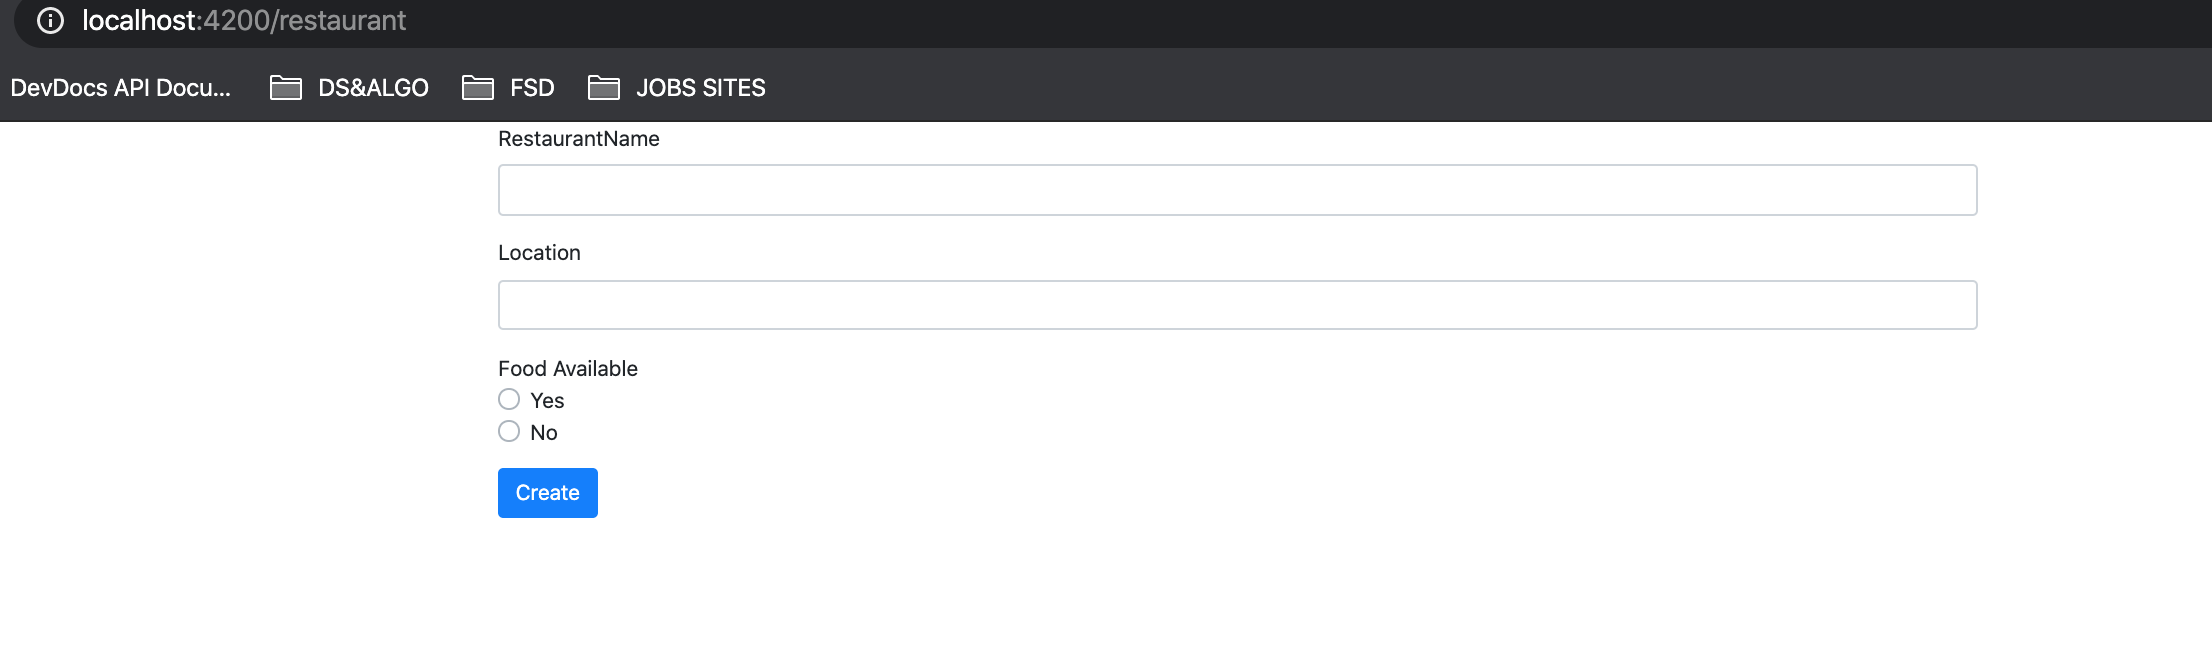 localhost:4200/restaurant
DevDocs API Docu... DS&ALGO FSD JOBS SITES
RestaurantName
Location
Food Available
Yes
No
Create